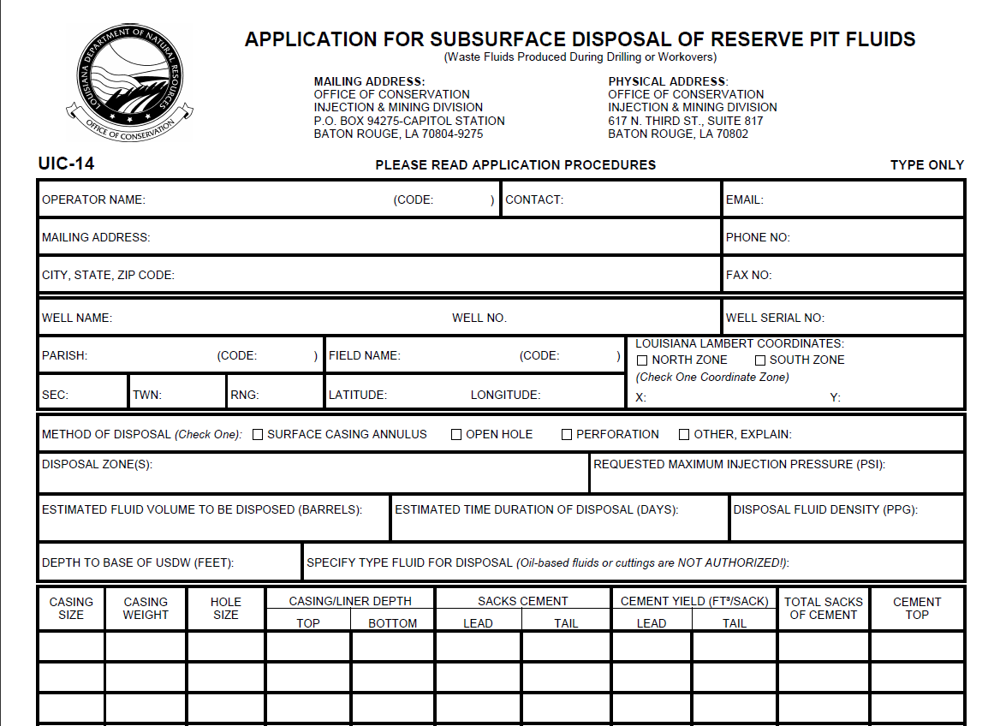 LOUISIANA DEPARTMENT OF NATURAL RESOURCES
OFFICE OF CONSERVATION
APPLICATION FOR SUBSURFACE DISPOSAL OF RESERVE PIT FLUIDS
(Waste Fluids Produced During Drilling or Workovers)
MAILING ADDRESS:
OFFICE OF CONSERVATION
INJECTION & MINING DIVISION
P.O. BOX 94275-CAPITOL STATION
BATON ROUGE, LA 70804-9275
PHYSICAL ADDRESS:
OFFICE OF CONSERVATION
INJECTION & MINING DIVISION
617 N. THIRD ST., SUITE 817
BATON ROUGE, LA 70802
UIC-14 PLEASE READ APPLICATION PROCEDURES TYPE ONLY
OPERATOR NAME: (CODE: ) CONTACT: EMAIL:
MAILING ADDRESS: PHONE NO:
CITY, STATE, ZIP CODE: FAX NO:
WELL NAME: WELL NO. WELL SERIAL NO:
PARISH: (CODE: ) FIELD NAME: (CODE: )
LOUISIANA LAMBERT COORDINATES:
NORTH ZONE SOUTH ZONE
(Check One Coordinate Zone)
X: Y:
SEC: TWN: RNG: LATITUDE: LONGITUDE:
METHOD OF DISPOSAL (Check One): SURFACE CASING ANNULUS OPEN HOLE PERFORATION OTHER, EXPLAIN:
DISPOSAL ZONE(S): REQUESTED MAXIMUM INJECTION PRESSURE (PSI):
ESTIMATED FLUID VOLUME TO BE DISPOSED (BARRELS): ESTIMATED TIME DURATION OF DISPOSAL (DAYS): DISPOSAL FLUID DENSITY (PPG):
DEPTH TO BASE OF USDW (FEET): SPECIFY TYPE FLUID FOR DISPOSAL (Oil-based fluids or cuttings are NOT AUTHORIZED!):
CASING
SIZE
CASING
WEIGHT
HOLE
SIZE
CASING/LINER DEPTH
TOP BOTTOM
SACKS CEMENT
LEAD TAIL
CEMENT YIELD (FT³/SACK)
LEAD TAIL
TOTAL SACKS
OF CEMENT
CEMENT
TOP